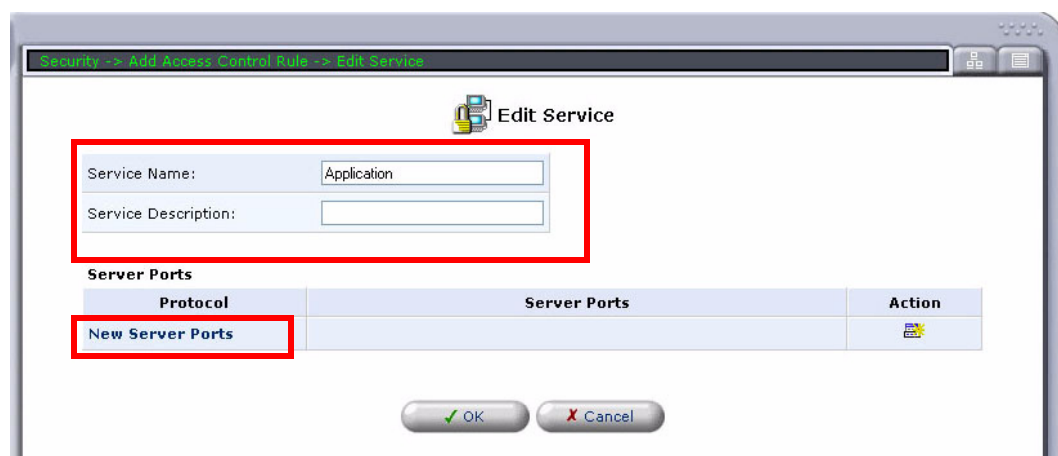 Security -> Add Access Control Rule -> Edit Service
Edit Service
Service Name: Application
Service Description:
Server Ports
Protocol Server Ports Action
New Server Ports
OK Cancel